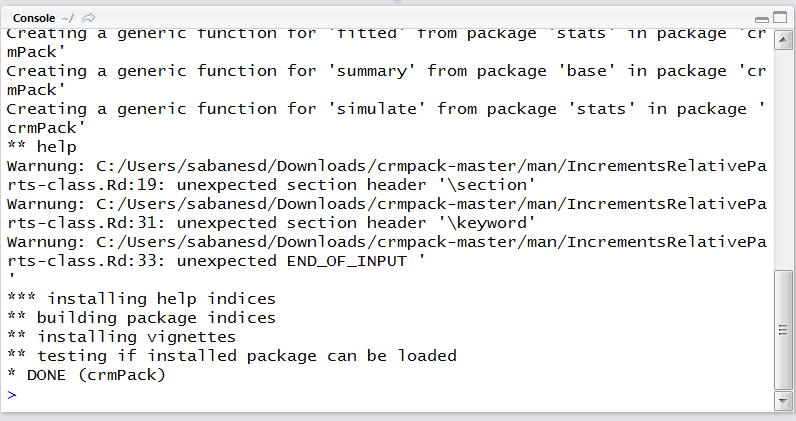 Console ~/
Creating a generic function for 'fitted' from package 'stats' in package 'cr
mPack'
Creating a generic function for 'summary' from package 'base' in package 'cr
mPack'
Creating a generic function for 'simulate' from package 'stats' in package '
crmPack'
** help
Warnung: C:/Users/sabanesd/Downloads/crmpack-master/man/IncrementsRelativePa
rts-class.Rd:19: unexpected section header '\section'
Warnung: C:/Users/sabanesd/Downloads/crmpack-master/man/IncrementsRelativePa
rts-class.Rd:31: unexpected section header '\keyword'
Warnung: C:/Users/sabanesd/Downloads/crmpack-master/man/IncrementsRelativePa
rts-class.Rd:33: unexpected END_OF_INPUT '
'
*** installing help indices
** building package indices
** installing vignettes
** testing if installed package can be loaded
* DONE (crmPack)
>